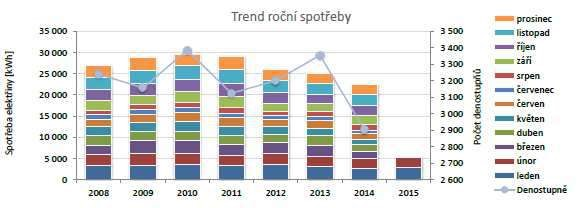 Trend roční spotřeby
Spotřeba elektřiny [kWh]
35 000
30 000
25 000
20 000
15 000
10 000
5 000
0
2008 2009 2010 2011 2012 2013 2014 2015
3 500
3 400
3 300
3 200
3 100
3 000
2 900
2 800
2 700
2 600
Počet denostupňů
prosinec
listopad
říjen
září
srpen
červenec
červen
květen
duben
březen
únor
leden
Denostupně